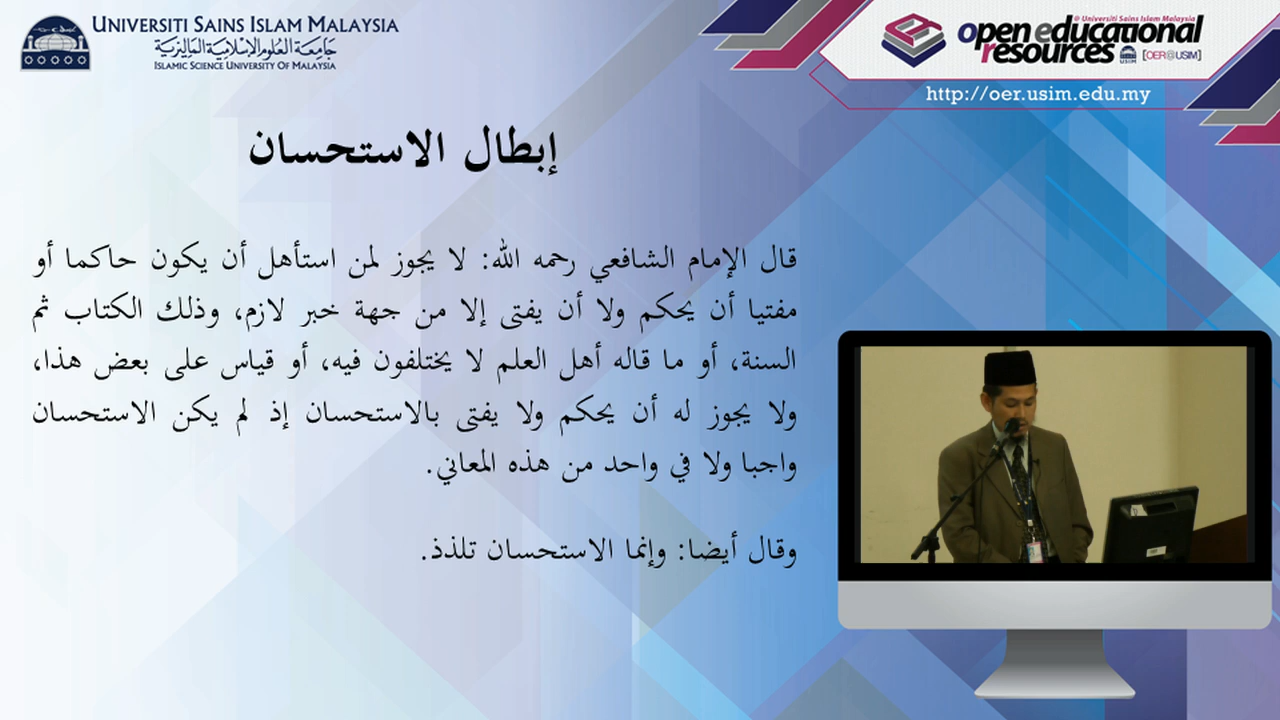 UNIVERSITI SAINS ISLAM MALAYSIA
جامعة العلوم الإسلامية الماليزية
ISLAMIC SCIENCE UNIVERSITY OF MALAYSIA
@ Universiti Sains Islam Malaysia
open educational
resources USIM [OER@USIM]
http://oer.usim.edu.my
إبطال الاستحسان
قال الإمام الشافعي رحمه الله: لا يجوز لمن استأهل أن يكون حاكما أو
مفتيا أن يحكم ولا أن يفتى إلا من جهة خبر لازم، وذلك الكتاب ثم
السنة، أو ما قاله أهل العلم لا يختلفون فيه، أو قياس على بعض هذا،
ولا يجوز له أن يحكم ولا يفتى بالاستحسان إذ لم يكن الاستحسان
واجبا ولا في واحد من هذه المعاني.
وقال أيضا: وإنما الاستحسان تلذذ.